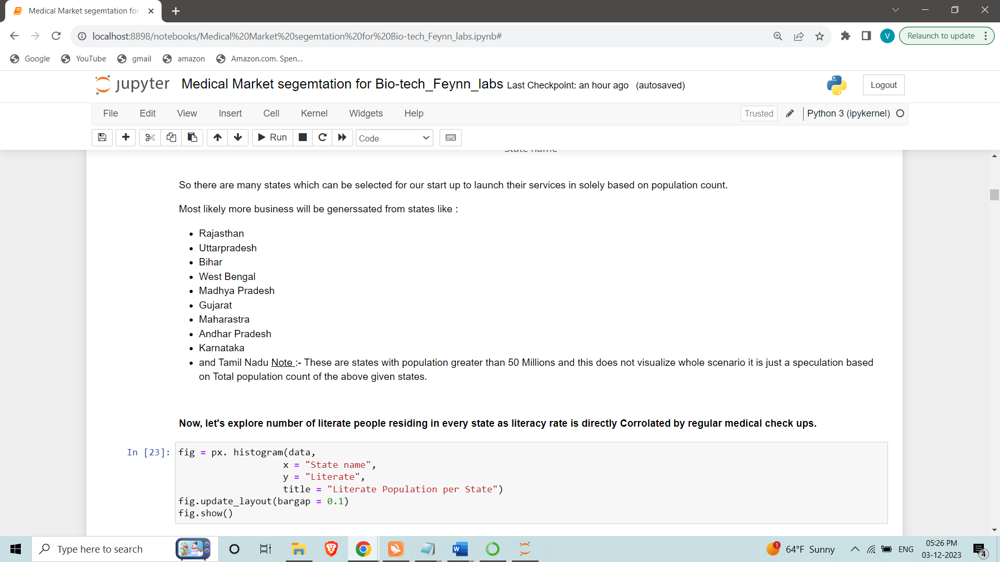 Medical Market segemtation for
localhost:8898/notebooks/Medical%20Market%20segemtation%20for%20Bio-tech_Feynn_labs.ipynb#
V
Relaunch to update
Google YouTube gmail amazon Amazon.com. Spen...
jupyter Medical Market segemtation for Bio-tech_Feynn_labs Last Checkpoint: an hour ago (autosaved)
Logout
File Edit View Insert Cell Kernel Widgets Help
Trusted Python 3 (ipykernel)
Run Code
State name
So there are many states which can be selected for our start up to launch their services in solely based on population count.
Most likely more business will be generssated from states like :
• Rajasthan
• Uttarpradesh
• Bihar
• West Bengal
• Madhya Pradesh
• Gujarat
• Maharastra
• Andhar Pradesh
• Karnataka
• and Tamil Nadu Note :- These are states with population greater than 50 Millions and this does not visualize whole scenario it is just a speculation based
on Total population count of the above given states.
Now, let's explore number of literate people residing in every state as literacy rate is directly Corrolated by regular medical check ups.
In [23]: fig = px. histogram(data,
x = "State name",
y = "Literate",
title = "Literate Population per State")
fig.update_layout(bargap = 0.1)
fig.show()
Type here to search
W
1
64°F Sunny
ENG
05:26 PM
03-12-2023
4